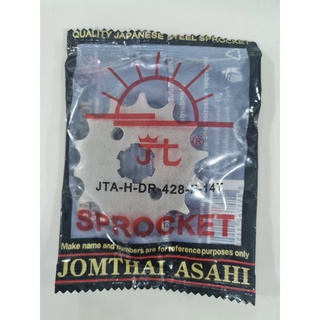 QUALITY JAPANESE STEEL SPROCKET
Jt ®
JTA-H-DR-428-F-14T
SPROCKET
Make name and numbers are for reference purposes only
JOMTHAI ASAHI